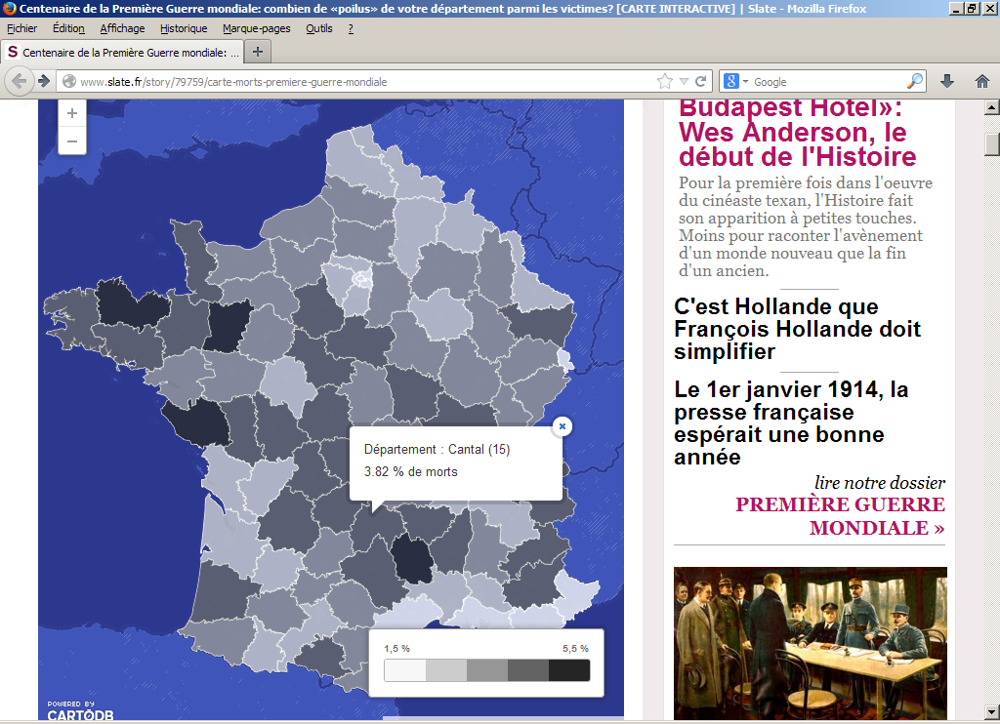 Centenaire de la Première Guerre mondiale: combien de «poilus» de votre département parmi les victimes? [CARTE INTERACTIVE] | Slate - Mozilla Firefox
Fichier Édition Affichage Historique Marque-pages Outils ?
S Centenaire de la Première Guerre mondiale: ... +
www.slate.fr/story/79759/carte-morts-premiere-guerre-mondiale
8 Google
+
−
Département : Cantal (15)
3.82 % de morts
1,5 % 5,5 %
POWERED BY
CARTODB
Budapest Hotel»:
Wes Anderson, le
début de l'Histoire
Pour la première fois dans l'oeuvre
du cinéaste texan, l'Histoire fait
son apparition à petites touches.
Moins pour raconter l'avènement
d'un monde nouveau que la fin
d'un ancien.
C'est Hollande que
François Hollande doit
simplifier
Le 1er janvier 1914, la
presse française
espérait une bonne
année
lire notre dossier
PREMIÈRE GUERRE
MONDIALE »